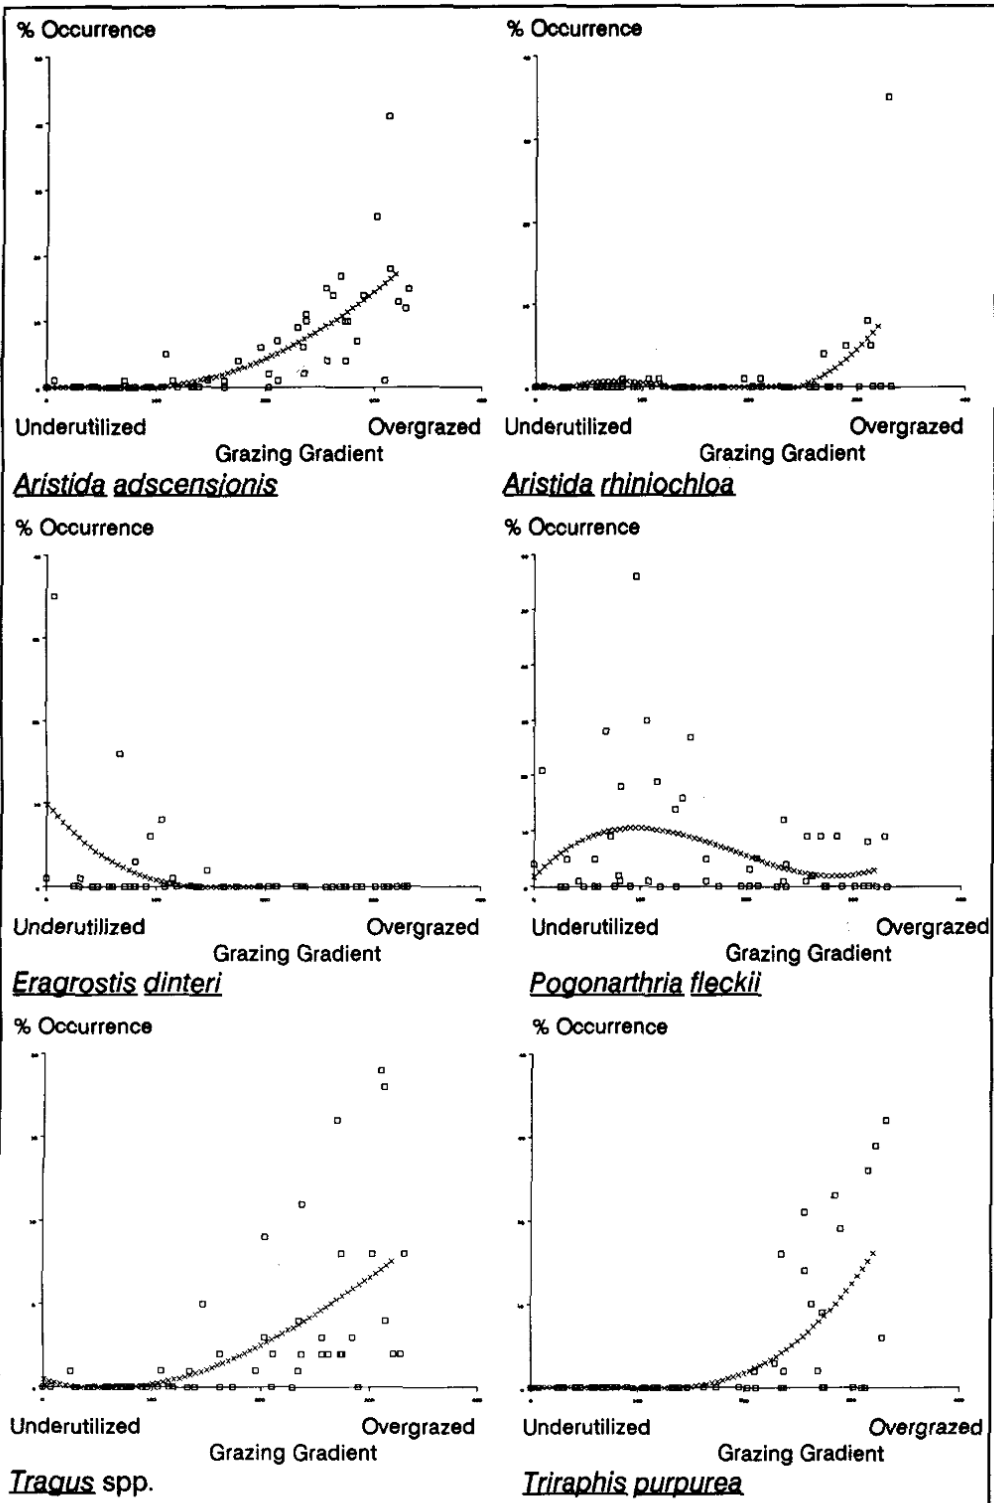 % Occurrence
% Occurrence
Underutilized Overgrazed
Underutilized Overgrazed
Grazing Gradient
Grazing Gradient
Aristida adscensionis
Aristida rhiniochloa
% Occurrence
% Occurrence
Underutilized Overgrazed
Underutilized Overgrazed
Grazing Gradient
Grazing Gradient
Eragrostis dinteri
Pogonarthria fleckii
% Occurrence
% Occurrence
Underutilized Overgrazed
Underutilized Overgrazed
Grazing Gradient
Grazing Gradient
Tragus spp.
Triraphis purpurea